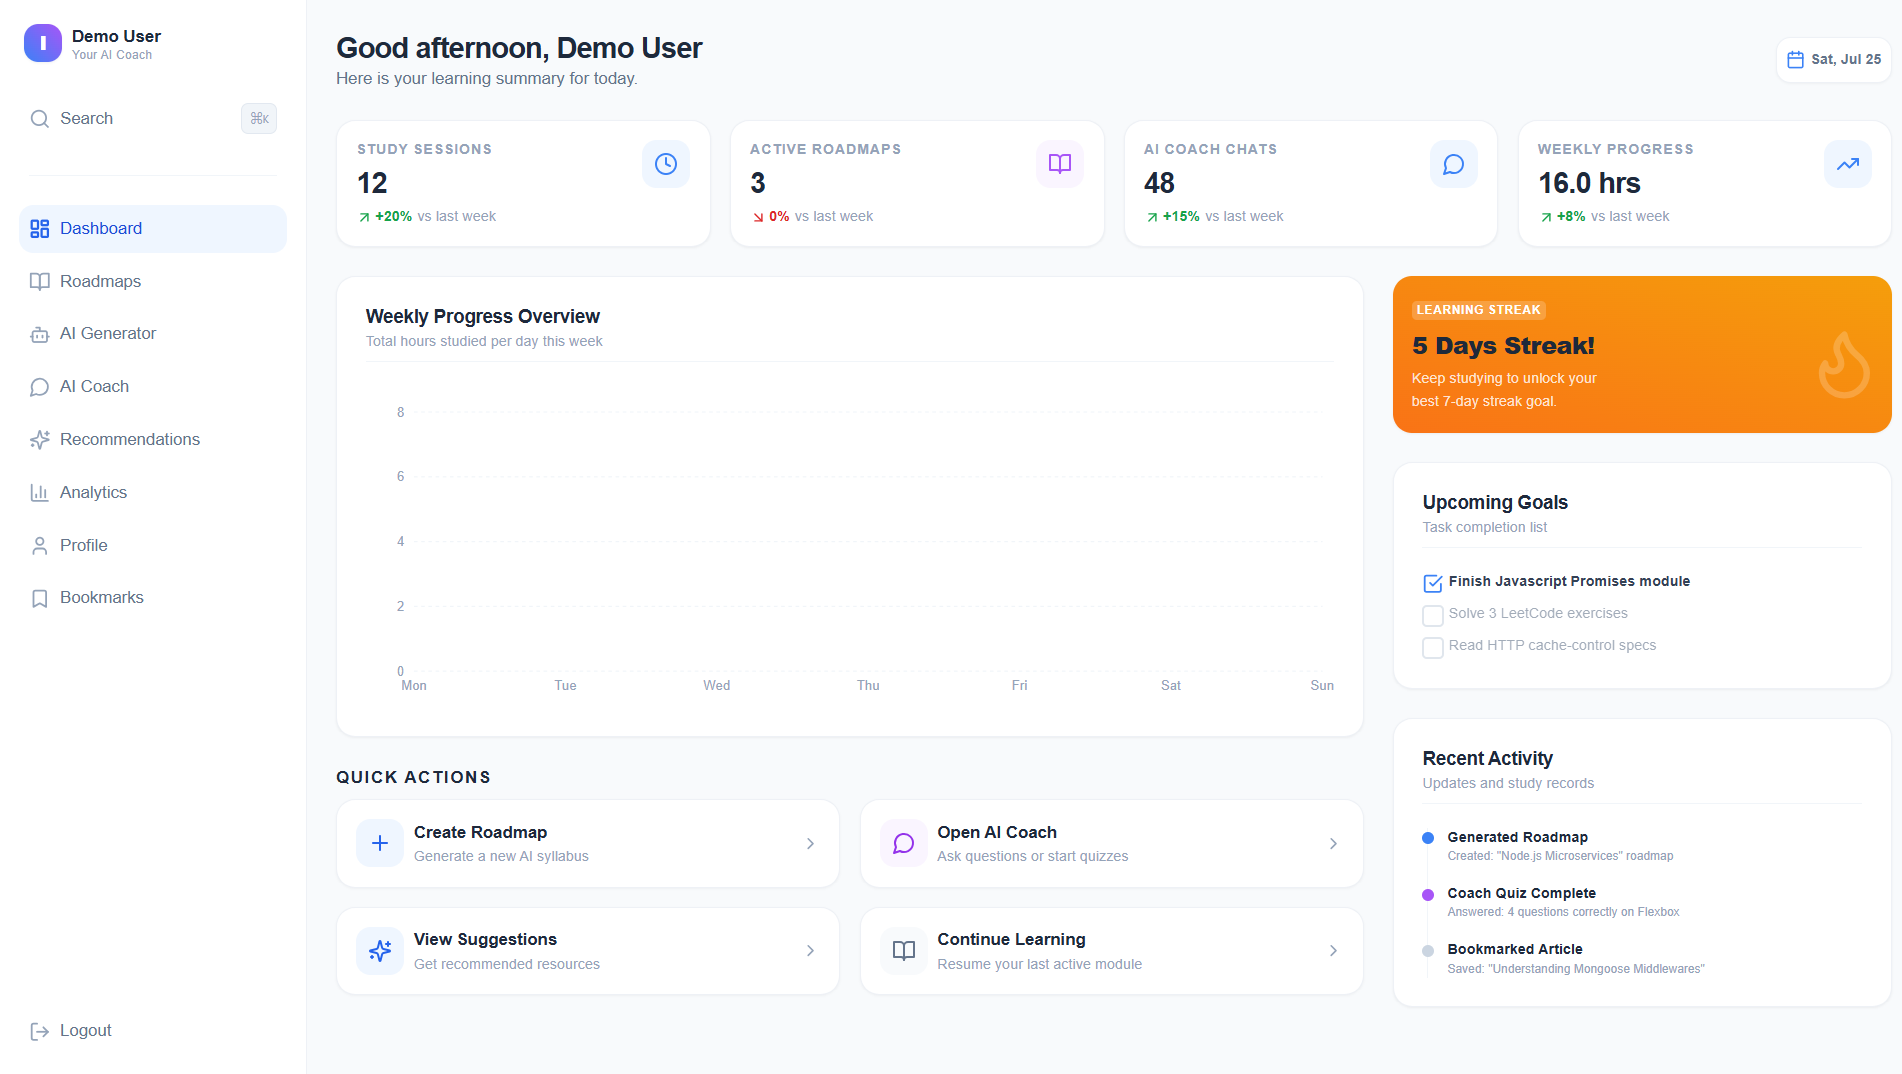 I
Demo User
Your AI Coach
Search
⌘K
Dashboard
Roadmaps
AI Generator
AI Coach
Recommendations
Analytics
Profile
Bookmarks
Logout
Good afternoon, Demo User
Here is your learning summary for today.
Sat, Jul 25
STUDY SESSIONS
12
+20% vs last week
ACTIVE ROADMAPS
3
0% vs last week
AI COACH CHATS
48
+15% vs last week
WEEKLY PROGRESS
16.0 hrs
+8% vs last week
Weekly Progress Overview
Total hours studied per day this week
8
6
4
2
0
Mon Tue Wed Thu Fri Sat Sun
QUICK ACTIONS
Create Roadmap
Generate a new AI syllabus
Open AI Coach
Ask questions or start quizzes
View Suggestions
Get recommended resources
Continue Learning
Resume your last active module
LEARNING STREAK
5 Days Streak!
Keep studying to unlock your
best 7-day streak goal.
Upcoming Goals
Task completion list
Finish Javascript Promises module
Solve 3 LeetCode exercises
Read HTTP cache-control specs
Recent Activity
Updates and study records
Generated Roadmap
Created: "Node.js Microservices" roadmap
Coach Quiz Complete
Answered: 4 questions correctly on Flexbox
Bookmarked Article
Saved: "Understanding Mongoose Middlewares"